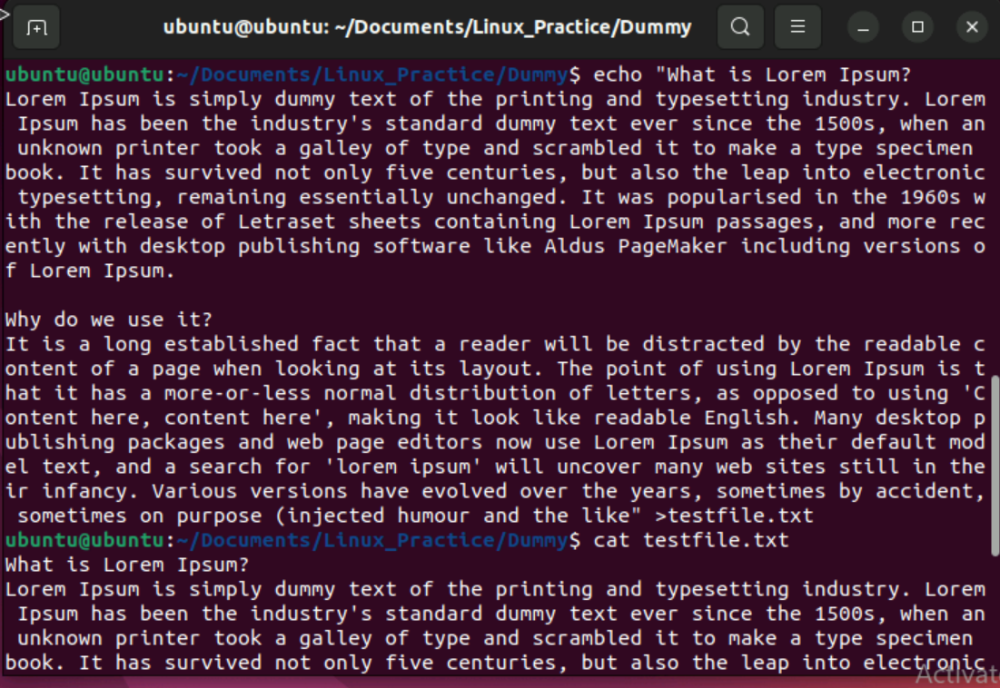 ubuntu@ubuntu: ~/Documents/Linux_Practice/Dummy
ubuntu@ubuntu:~/Documents/Linux_Practice/Dummy$ echo "What is Lorem Ipsum?
Lorem Ipsum is simply dummy text of the printing and typesetting industry. Lorem
 Ipsum has been the industry's standard dummy text ever since the 1500s, when an
 unknown printer took a galley of type and scrambled it to make a type specimen
book. It has survived not only five centuries, but also the leap into electronic
 typesetting, remaining essentially unchanged. It was popularised in the 1960s w
ith the release of Letraset sheets containing Lorem Ipsum passages, and more rec
ently with desktop publishing software like Aldus PageMaker including versions o
f Lorem Ipsum.

Why do we use it?
It is a long established fact that a reader will be distracted by the readable c
ontent of a page when looking at its layout. The point of using Lorem Ipsum is t
hat it has a more-or-less normal distribution of letters, as opposed to using 'C
ontent here, content here', making it look like readable English. Many desktop p
ublishing packages and web page editors now use Lorem Ipsum as their default mod
el text, and a search for 'lorem ipsum' will uncover many web sites still in the
ir infancy. Various versions have evolved over the years, sometimes by accident,
 sometimes on purpose (injected humour and the like" >testfile.txt
ubuntu@ubuntu:~/Documents/Linux_Practice/Dummy$ cat testfile.txt
What is Lorem Ipsum?
Lorem Ipsum is simply dummy text of the printing and typesetting industry. Lorem
 Ipsum has been the industry's standard dummy text ever since the 1500s, when an
 unknown printer took a galley of type and scrambled it to make a type specimen
book. It has survived not only five centuries, but also the leap into electronic
Activat